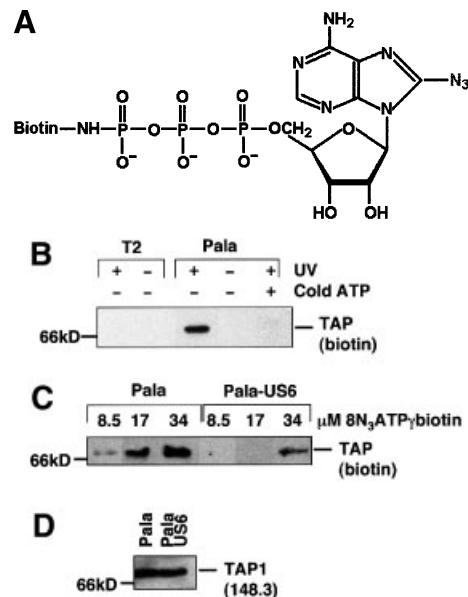 A
NH₂
N N N₃
N N
O O O
Biotin—NH—P—O—P—O—P—OCH₂ O
O⁻ O⁻ O⁻
HO OH
B
T2 Pala
+ – + – + UV
– – – – + Cold ATP
66kD TAP
(biotin)
C
Pala Pala-US6
8.5 17 34 8.5 17 34 μM 8N₃ATPγbiotin
66kD TAP
(biotin)
D
Pala
Pala
US6
TAP1
66kD (148.3)